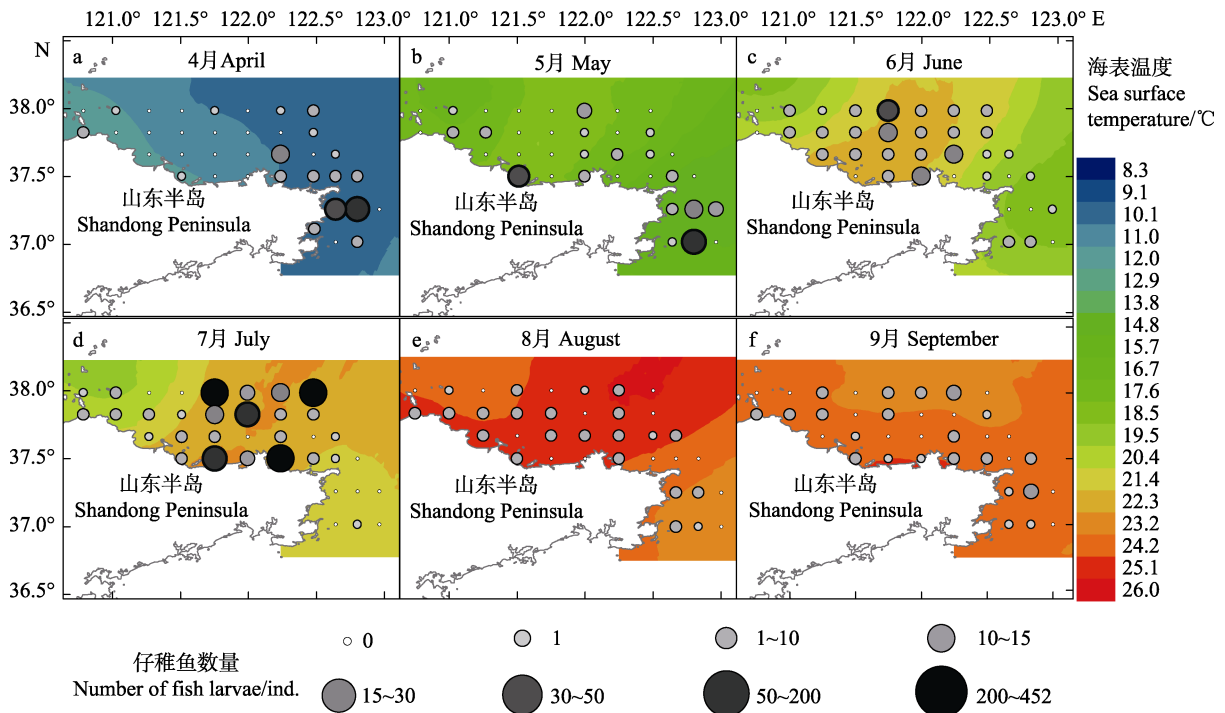 121.0° 121.5° 122.0° 122.5° 123.0° 121.0° 121.5° 122.0° 122.5° 123.0° 121.0° 121.5° 122.0° 122.5° 123.0° E
N
a 4月April
b 5月 May
c 6月 June
38.0°
37.5°
37.0°
36.5°
山东半岛
Shandong Peninsula
山东半岛
Shandong Peninsula
山东半岛
Shandong Peninsula
d 7月 July
e 8月 August
f 9月 September
38.0°
37.5°
37.0°
36.5°
山东半岛
Shandong Peninsula
山东半岛
Shandong Peninsula
山东半岛
Shandong Peninsula
海表温度
Sea surface
temperature/℃
8.3
9.1
10.1
11.0
12.0
12.9
13.8
14.8
15.7
16.7
17.6
18.5
19.5
20.4
21.4
22.3
23.2
24.2
25.1
26.0
仔稚鱼数量
Number of fish larvae/ind.
0 1 1~10 10~15
15~30 30~50 50~200 200~452